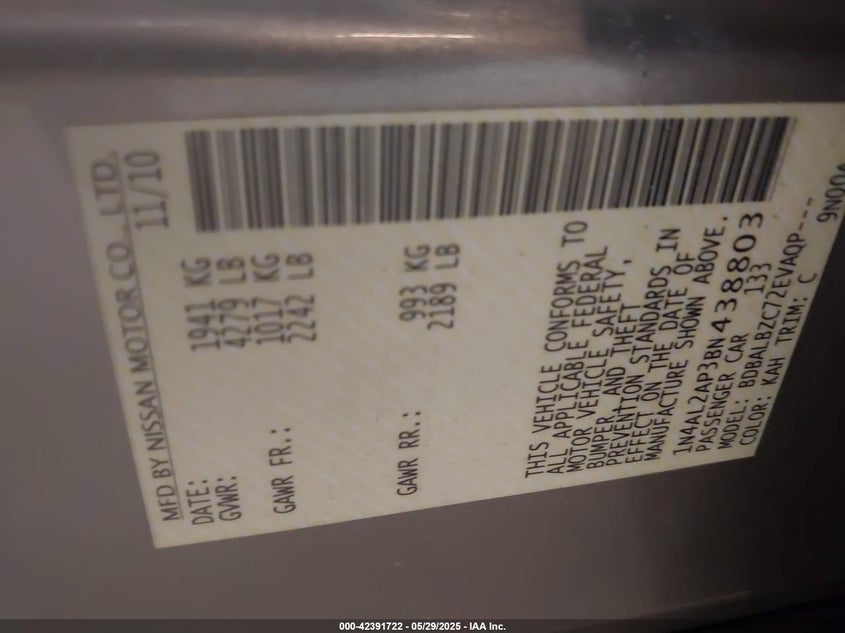 MFD BY NISSAN MOTOR CO., LTD.
DATE: 11/10
GVWR: 1941 KG
4279 LB
GAWR FR.: 1017 KG
2242 LB
GAWR RR.: 993 KG
2189 LB
THIS VEHICLE CONFORMS TO
ALL APPLICABLE FEDERAL
MOTOR VEHICLE SAFETY,
BUMPER, AND THEFT
PREVENTION STANDARDS IN
EFFECT ON THE DATE OF
MANUFACTURE SHOWN ABOVE.
1N4AL2AP3BN438803
PASSENGER CAR 133
MODEL: BDBALBZC72EVAQP---
COLOR: KAH TRIM: C
000-42391722 - 05/29/2025 - IAA Inc.